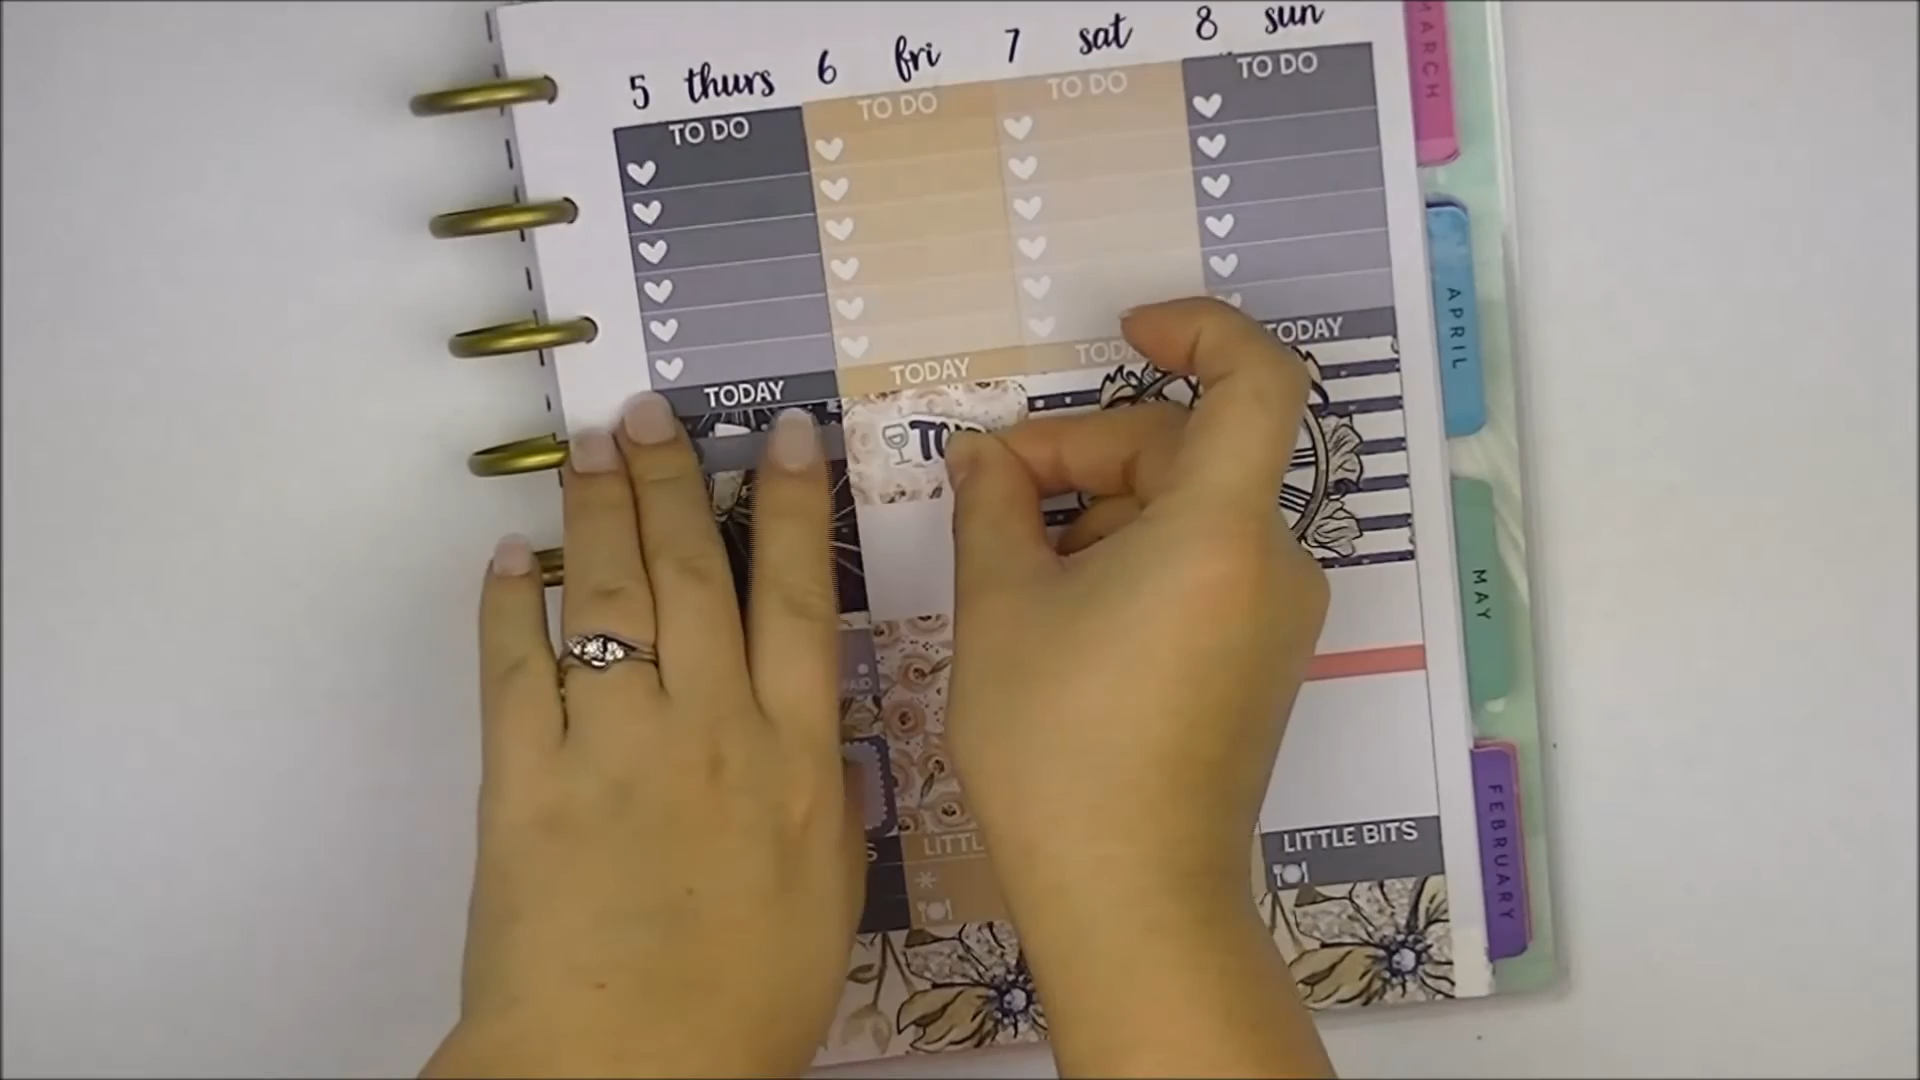 5 thurs 6 fri 7 sat 8 sun
TO DO TO DO TO DO TO DO
TODAY TODAY TODAY
LITTLE BITS
MARCH
APRIL
MAY
FEBRUARY